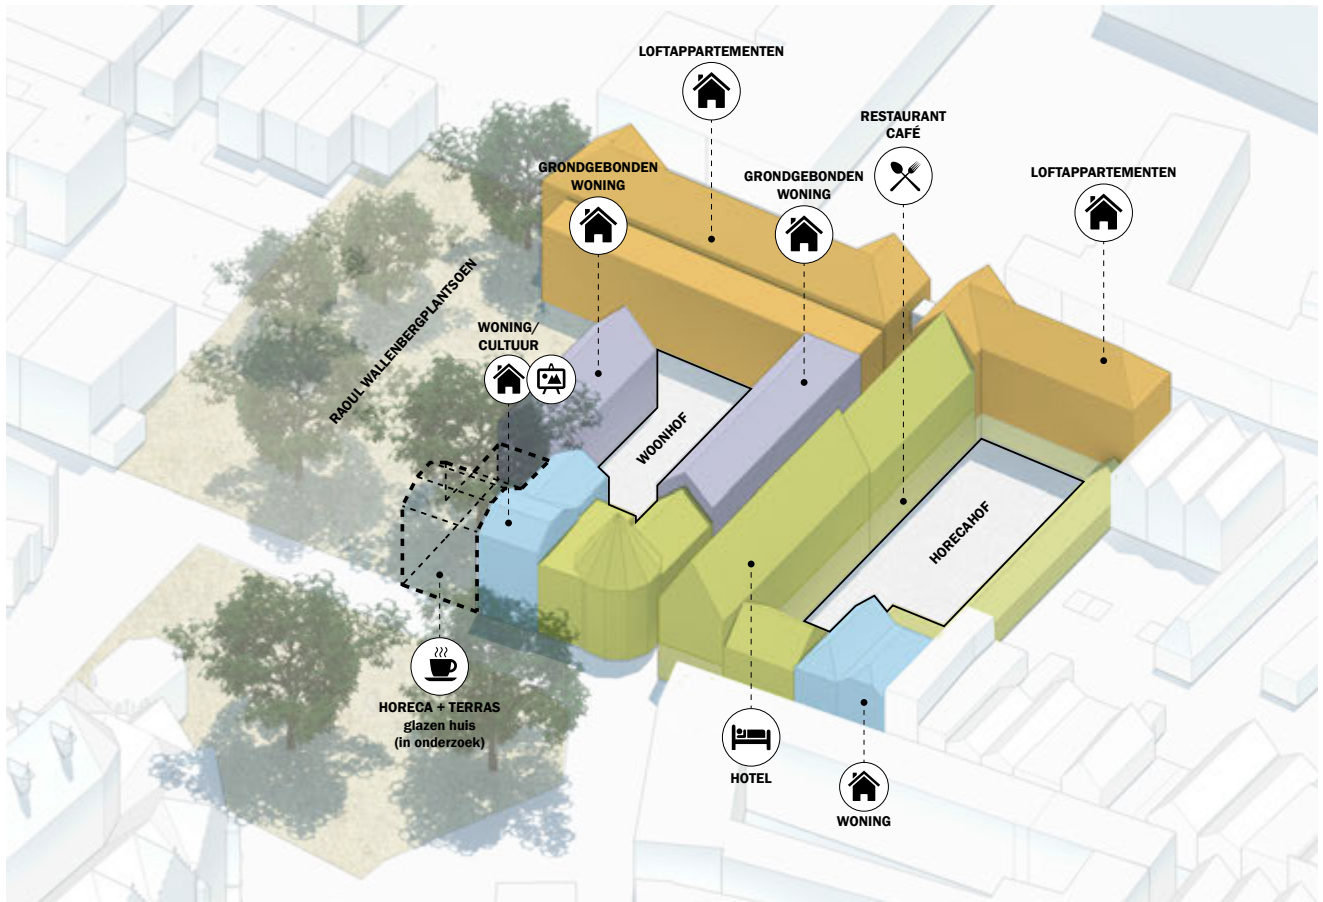 LOFTAPPARTEMENTEN
RESTAURANT
CAFÉ
GRONDGEBONDEN
WONING
GRONDGEBONDEN
WONING
LOFTAPPARTEMENTEN
RAOUL WALLENBERGPLANTSOEN
WONING/
CULTUUR
WOONHOF
HORECAHOF
HORECA + TERRAS
glazen huis
(in onderzoek)
HOTEL
WONING